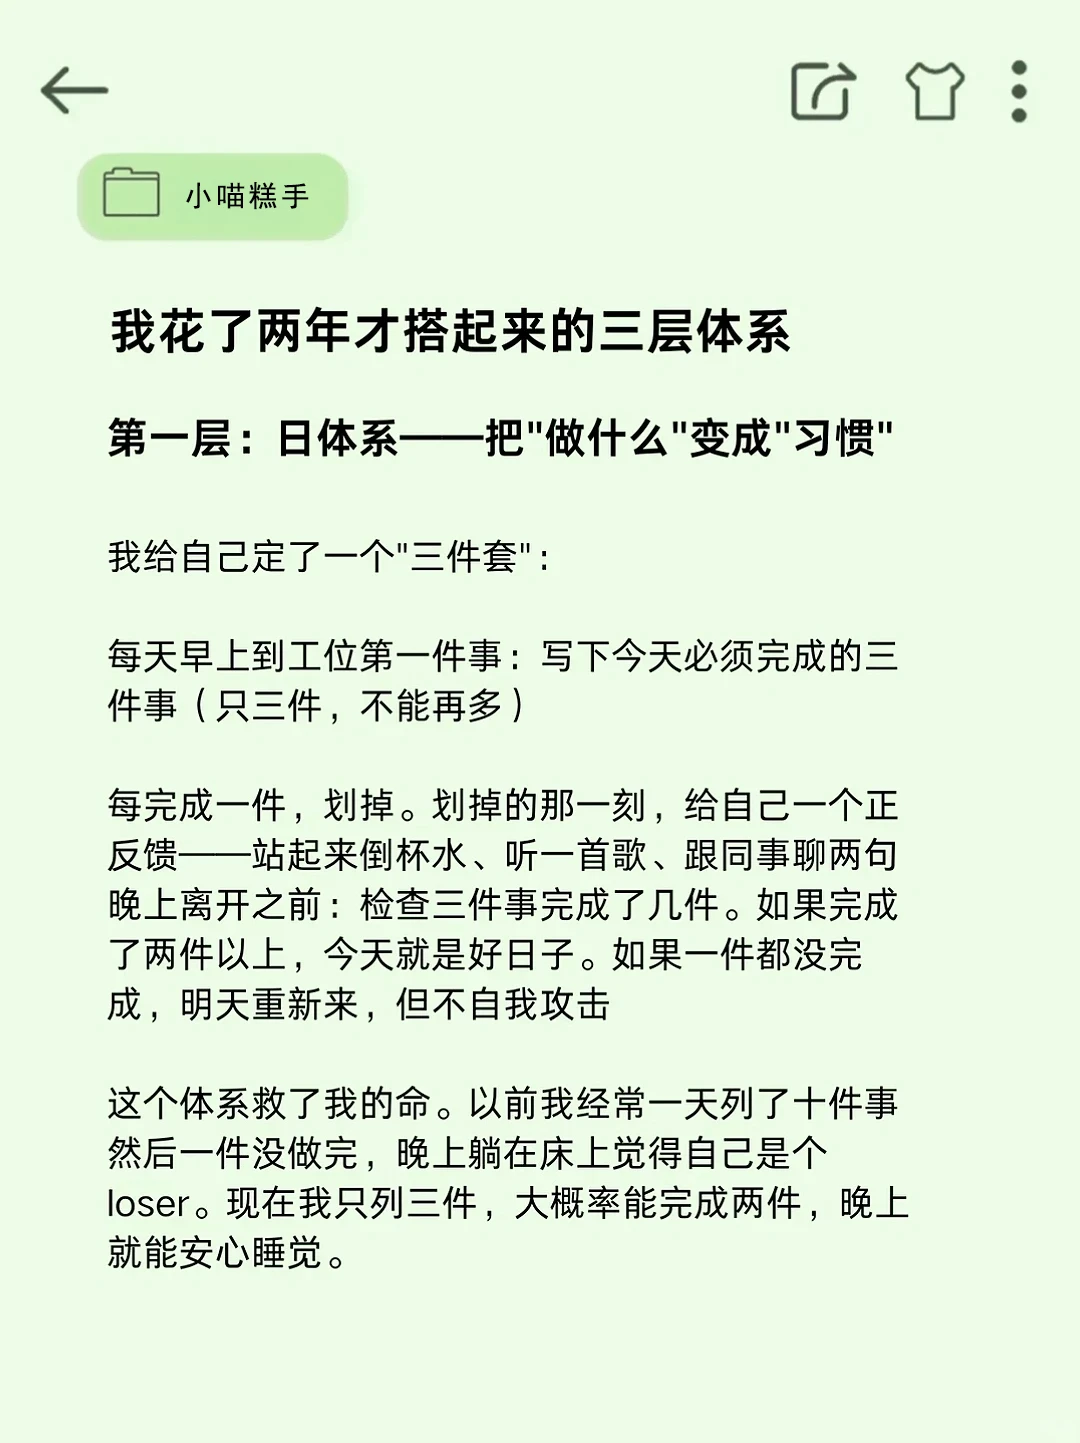 小喵糕手
我花了两年才搭起来的三层体系
第一层：日体系——把"做什么"变成"习惯"
我给自己定了一个"三件套"：
每天早上到工位第一件事：写下今天必须完成的三
件事（只三件，不能再多）
每完成一件，划掉。划掉的那一刻，给自己一个正
反馈——站起来倒杯水、听一首歌、跟同事聊两句
晚上离开之前：检查三件事完成了几件。如果完成
了两件以上，今天就是好日子。如果一件都没完
成，明天重新来，但不自我攻击
这个体系救了我的命。以前我经常一天列了十件事
然后一件没做完，晚上躺在床上觉得自己是个
loser。现在我只列三件，大概率能完成两件，晚上
就能安心睡觉。